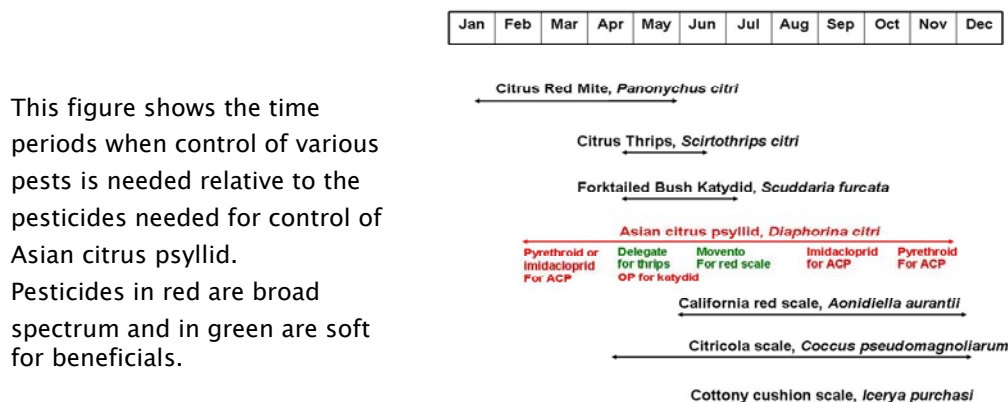 Jan Feb Mar Apr May Jun Jul Aug Sep Oct Nov Dec
This figure shows the time
periods when control of various
pests is needed relative to the
pesticides needed for control of
Asian citrus psyllid.
Pesticides in red are broad
spectrum and in green are soft
for beneficials.
Citrus Red Mite, Panonychus citri
Citrus Thrips, Scirtothrips citri
Forktailed Bush Katydid, Scuddaria furcata
Asian citrus psyllid, Diaphorina citri
Pyrethroid or
Imidacloprid
For ACP
Delegate
for thrips
OP for katydid
Movento
For red scale
Imidacloprid
for ACP
Pyrethroid
For ACP
California red scale, Aonidiella aurantii
Citricola scale, Coccus pseudomagnoliarum
Cottony cushion scale, Icerya purchasi